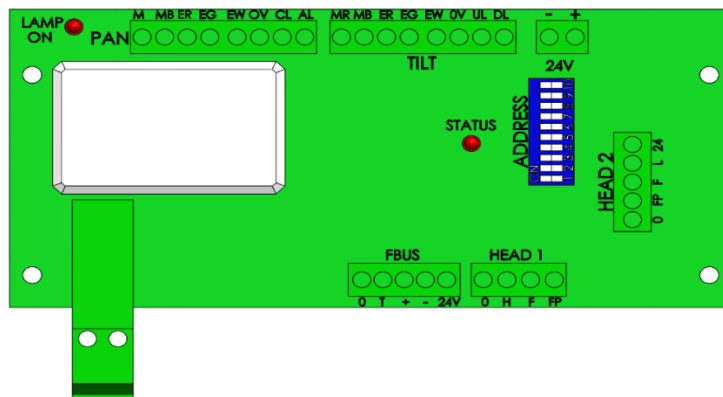 LAMP ON
PAN
M MB ER EG EW OV CL AL
MR MB ER EG EW 0V UL DL
TILT
- +
24V
STATUS
ADDRESS
ON
1 2 3 4 5 6 7 8 9 10
HEAD 2
0 FP F L 24
FBUS
0 T + - 24V
HEAD 1
0 H F FP